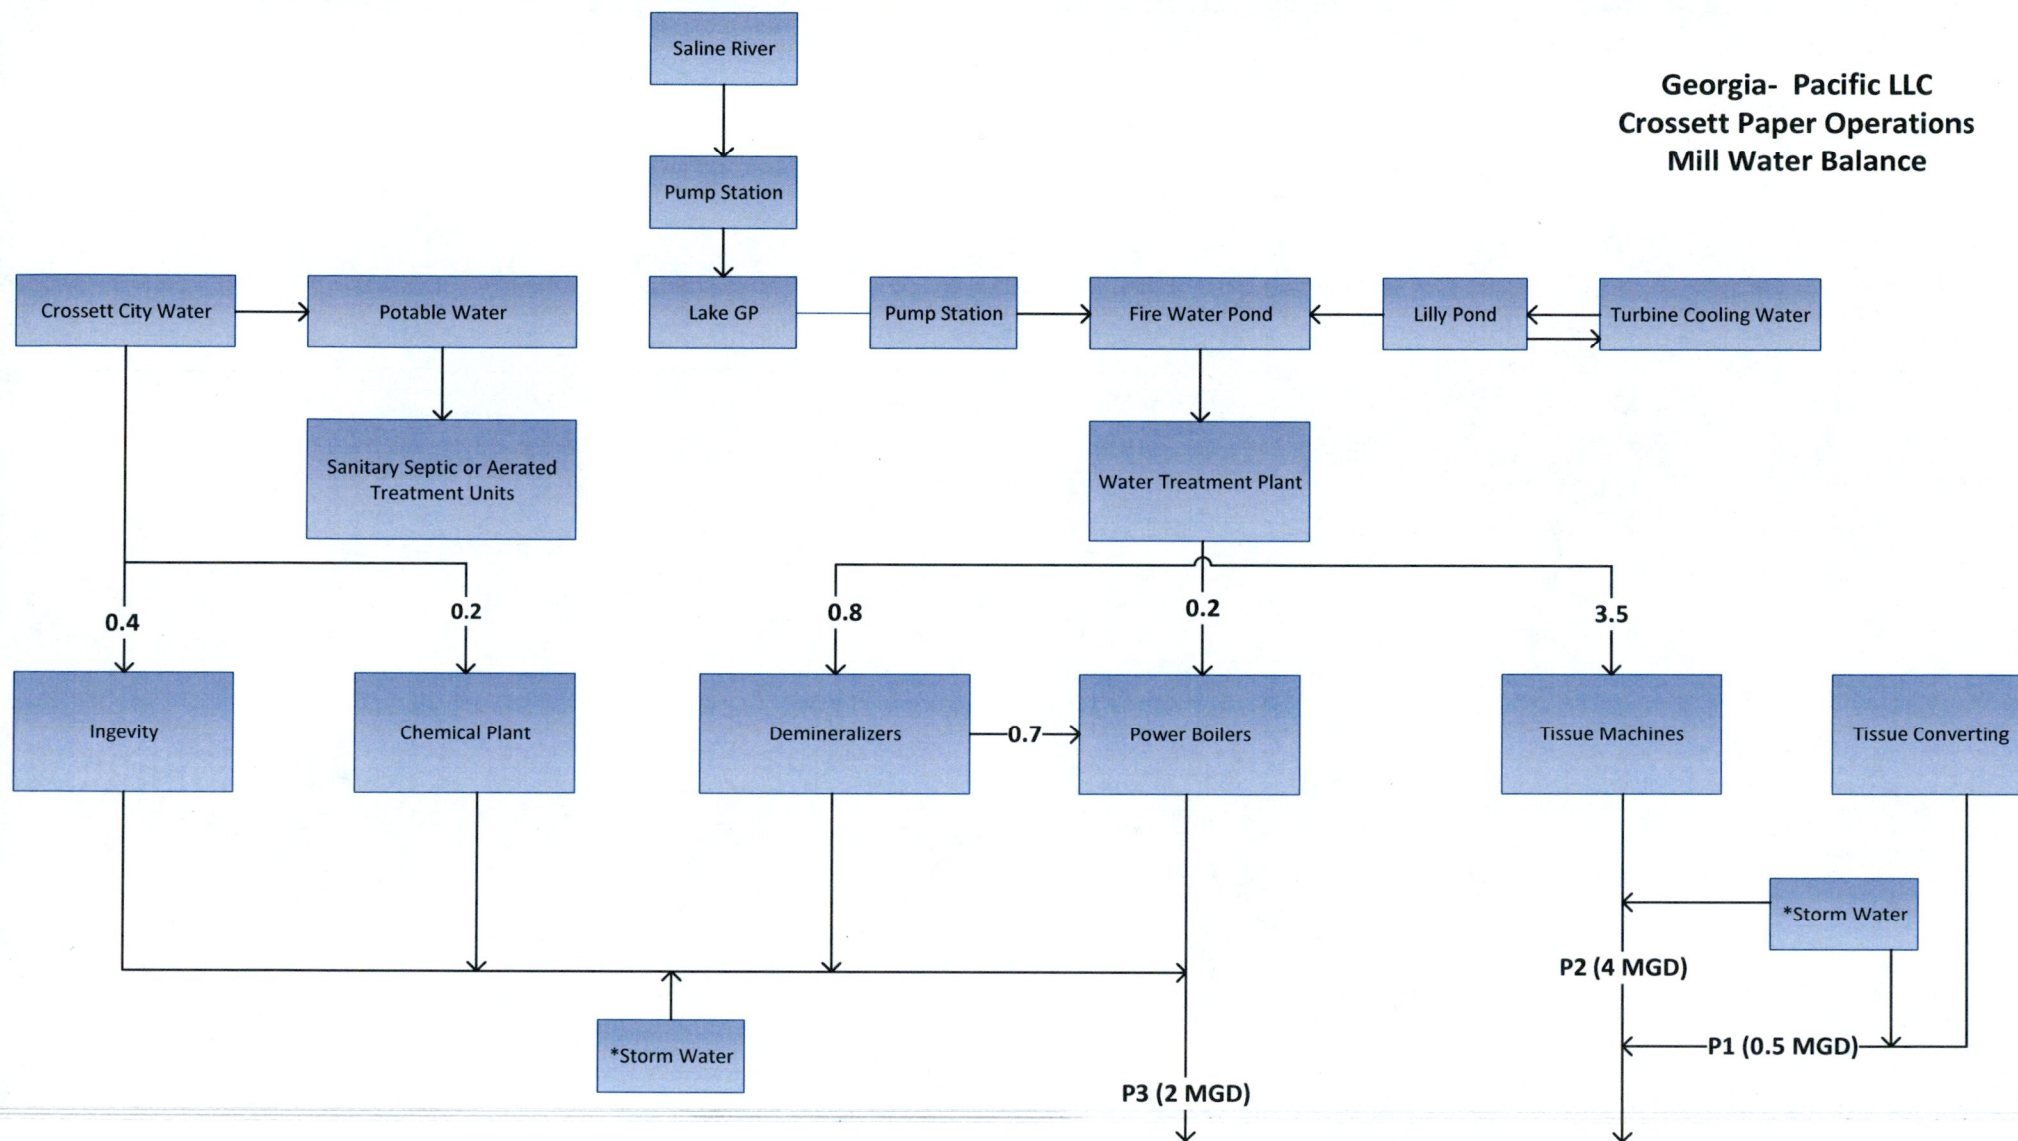 Saline River
Georgia- Pacific LLC
Crossett Paper Operations
Mill Water Balance
Pump Station
Crossett City Water
Potable Water
Lake GP
Pump Station
Fire Water Pond
Lilly Pond
Turbine Cooling Water
Sanitary Septic or Aerated
Treatment Units
Water Treatment Plant
0.4
0.2
0.8
0.2
3.5
Ingevity
Chemical Plant
Demineralizers
0.7
Power Boilers
Tissue Machines
Tissue Converting
*Storm Water
P2 (4 MGD)
*Storm Water
P1 (0.5 MGD)
P3 (2 MGD)